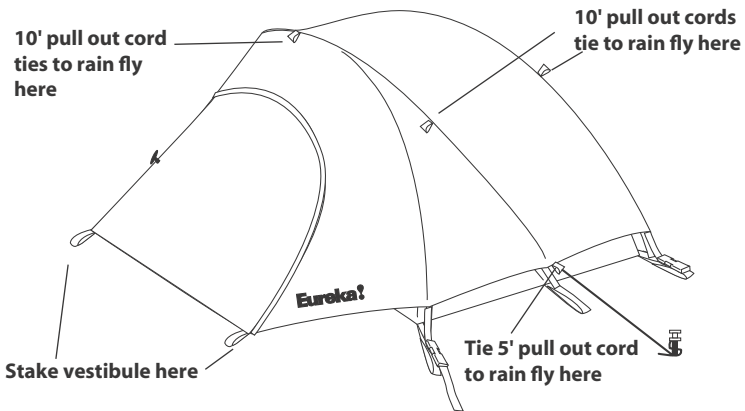 10' pull out cord
ties to rain fly
here
10' pull out cords
tie to rain fly here
Eureka!
Stake vestibule here
Tie 5' pull out cord
to rain fly here